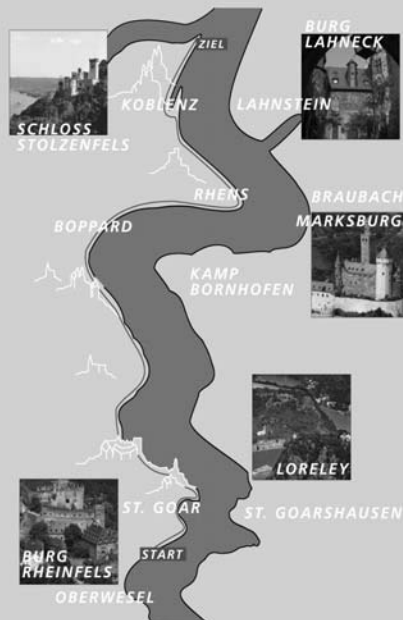 ZIEL
BURG
LAHNECK
KOBLENZ
LAHNSTEIN
SCHLOSS
STOLZENFELS
RHENS
BRAUBACH
MARKSBURG
BOPPARD
KAMP
BORNHOFEN
LORELEY
ST. GOAR
ST. GOARSHAUSEN
START
BURG
RHEINFELS
OBERWESEL